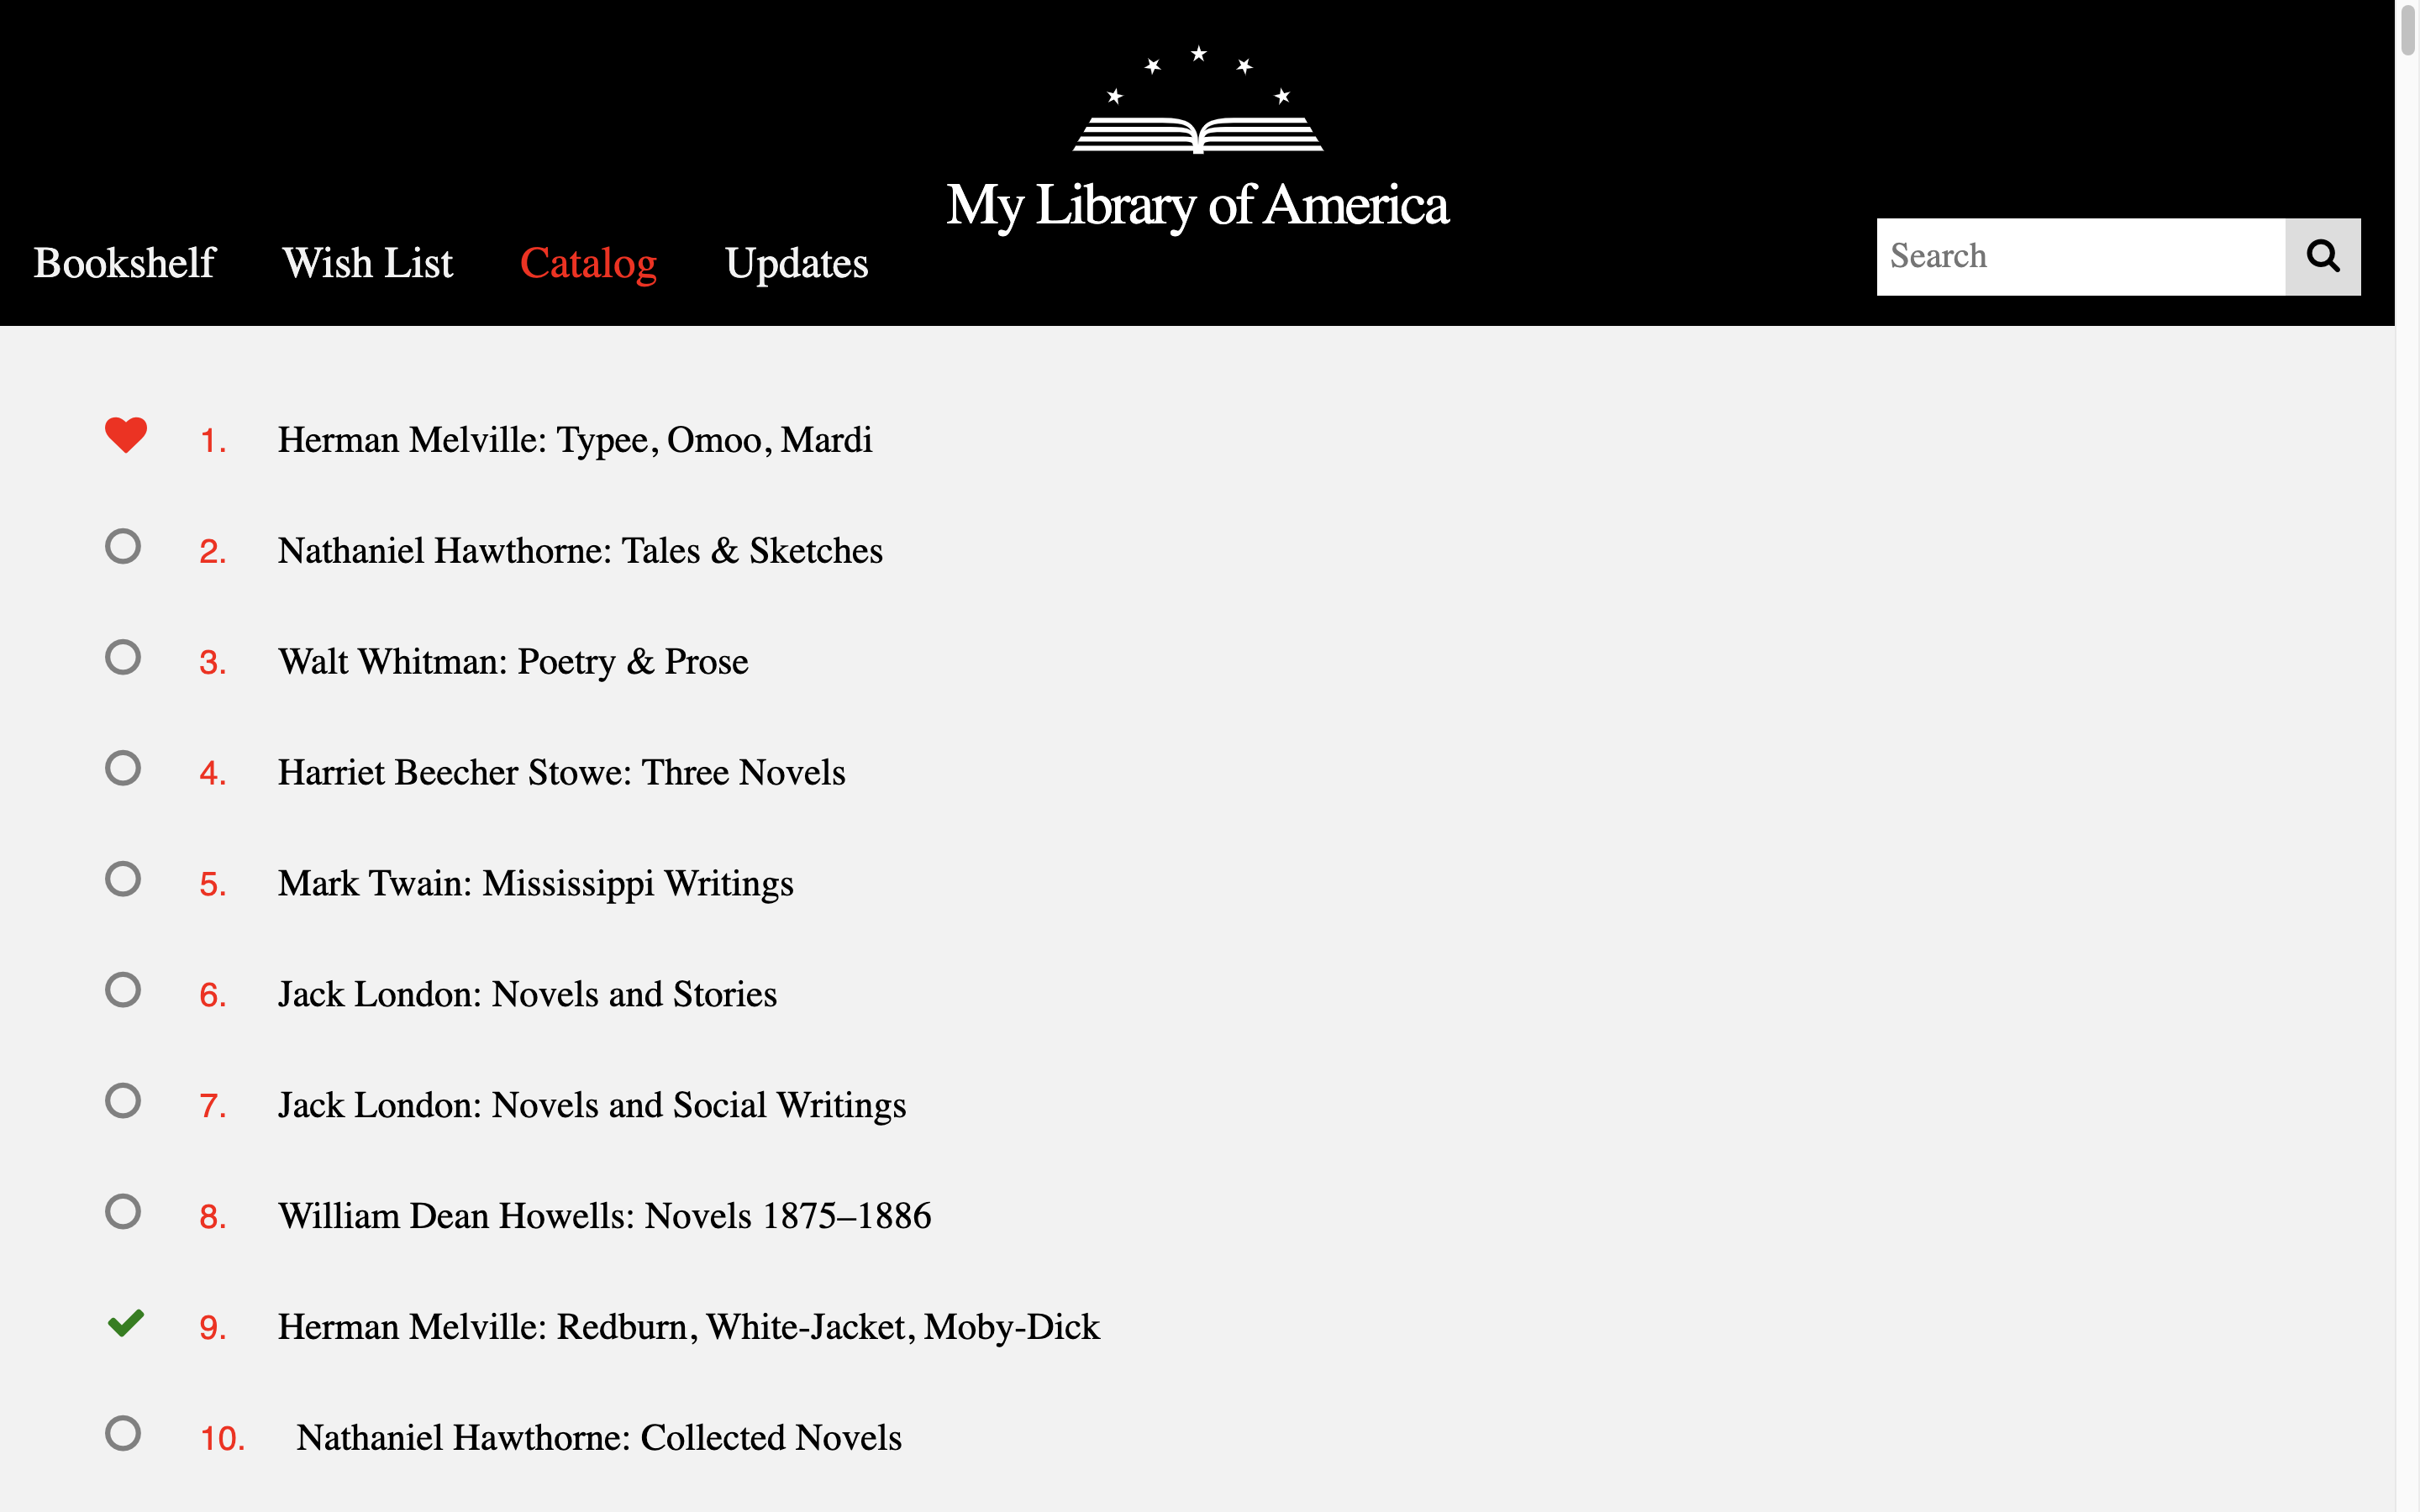 My Library of America
Bookshelf Wish List Catalog Updates Search
1. Herman Melville: Typee, Omoo, Mardi
2. Nathaniel Hawthorne: Tales & Sketches
3. Walt Whitman: Poetry & Prose
4. Harriet Beecher Stowe: Three Novels
5. Mark Twain: Mississippi Writings
6. Jack London: Novels and Stories
7. Jack London: Novels and Social Writings
8. William Dean Howells: Novels 1875–1886
9. Herman Melville: Redburn, White-Jacket, Moby-Dick
10. Nathaniel Hawthorne: Collected Novels